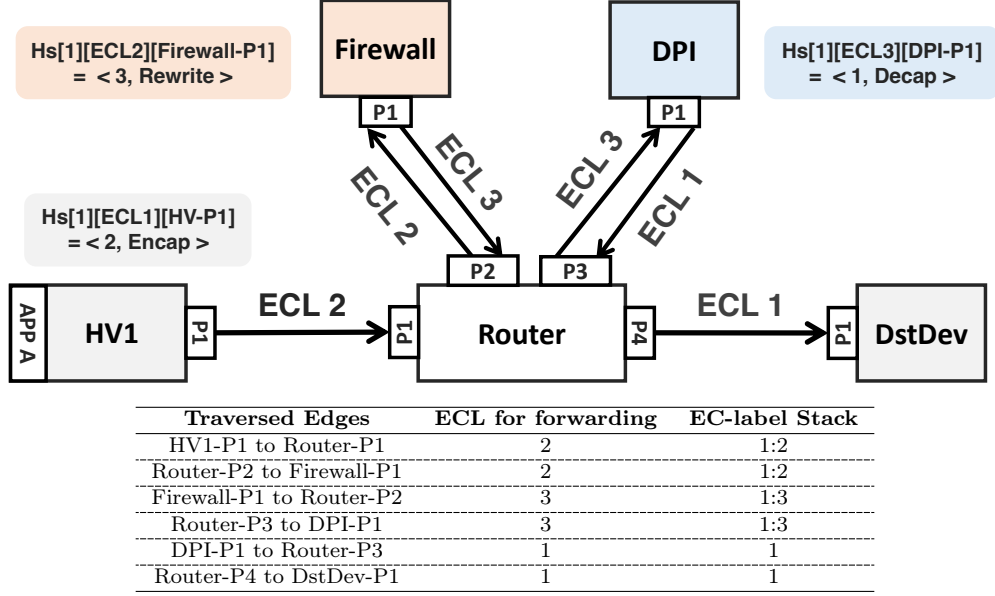 Hs[1][ECL2][Firewall-P1]
= < 3, Rewrite >
Firewall
P1
DPI
P1
Hs[1][ECL3][DPI-P1]
= < 1, Decap >
ECL 2
ECL 3
ECL 3
ECL 1
Hs[1][ECL1][HV-P1]
= < 2, Encap >
APP A
HV1
P1
ECL 2
P1
P2
P3
Router
P4
ECL 1
P1
DstDev
Traversed Edges ECL for forwarding EC-label Stack
HV1-P1 to Router-P1 2 1:2
Router-P2 to Firewall-P1 2 1:2
Firewall-P1 to Router-P2 3 1:3
Router-P3 to DPI-P1 3 1:3
DPI-P1 to Router-P3 1 1
Router-P4 to DstDev-P1 1 1